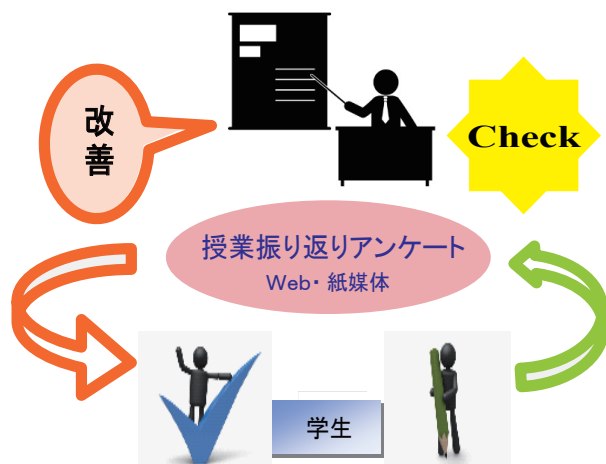 改
善
Check
授業振り返りアンケート
Web・紙媒体
学生